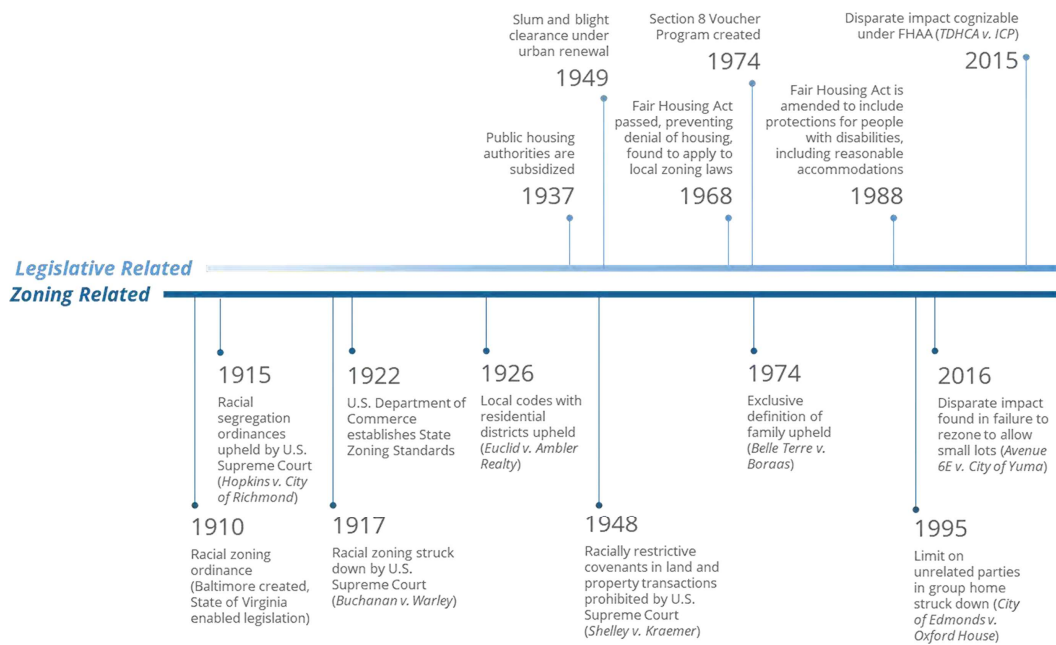 Slum and blight
clearance under
urban renewal
1949
Section 8 Voucher
Program created
1974
Disparate impact cognizable
under FHAA (TDHCA v. ICP)
2015
Public housing
authorities are
subsidized
1937
Fair Housing Act
passed, preventing
denial of housing,
found to apply to
local zoning laws
1968
Fair Housing Act is
amended to include
protections for people
with disabilities,
including reasonable
accommodations
1988
Legislative Related
Zoning Related
1915
Racial
segregation
ordinances
upheld by U.S.
Supreme Court
(Hopkins v. City
of Richmond)
1922
U.S. Department of
Commerce
establishes State
Zoning Standards
1926
Local codes with
residential
districts upheld
(Euclid v. Ambler
Realty)
1974
Exclusive
definition of
family upheld
(Belle Terre v.
Boraas)
2016
Disparate impact
found in failure to
rezone to allow
small lots (Avenue
6E v. City of Yuma)
1910
Racial zoning
ordinance
(Baltimore created,
State of Virginia
enabled legislation)
1917
Racial zoning struck
down by U.S.
Supreme Court
(Buchanan v. Warley)
1948
Racially restrictive
covenants in land and
property transactions
prohibited by U.S.
Supreme Court
(Shelley v. Kraemer)
1995
Limit on
unrelated parties
in group home
struck down (City
of Edmonds v.
Oxford House)